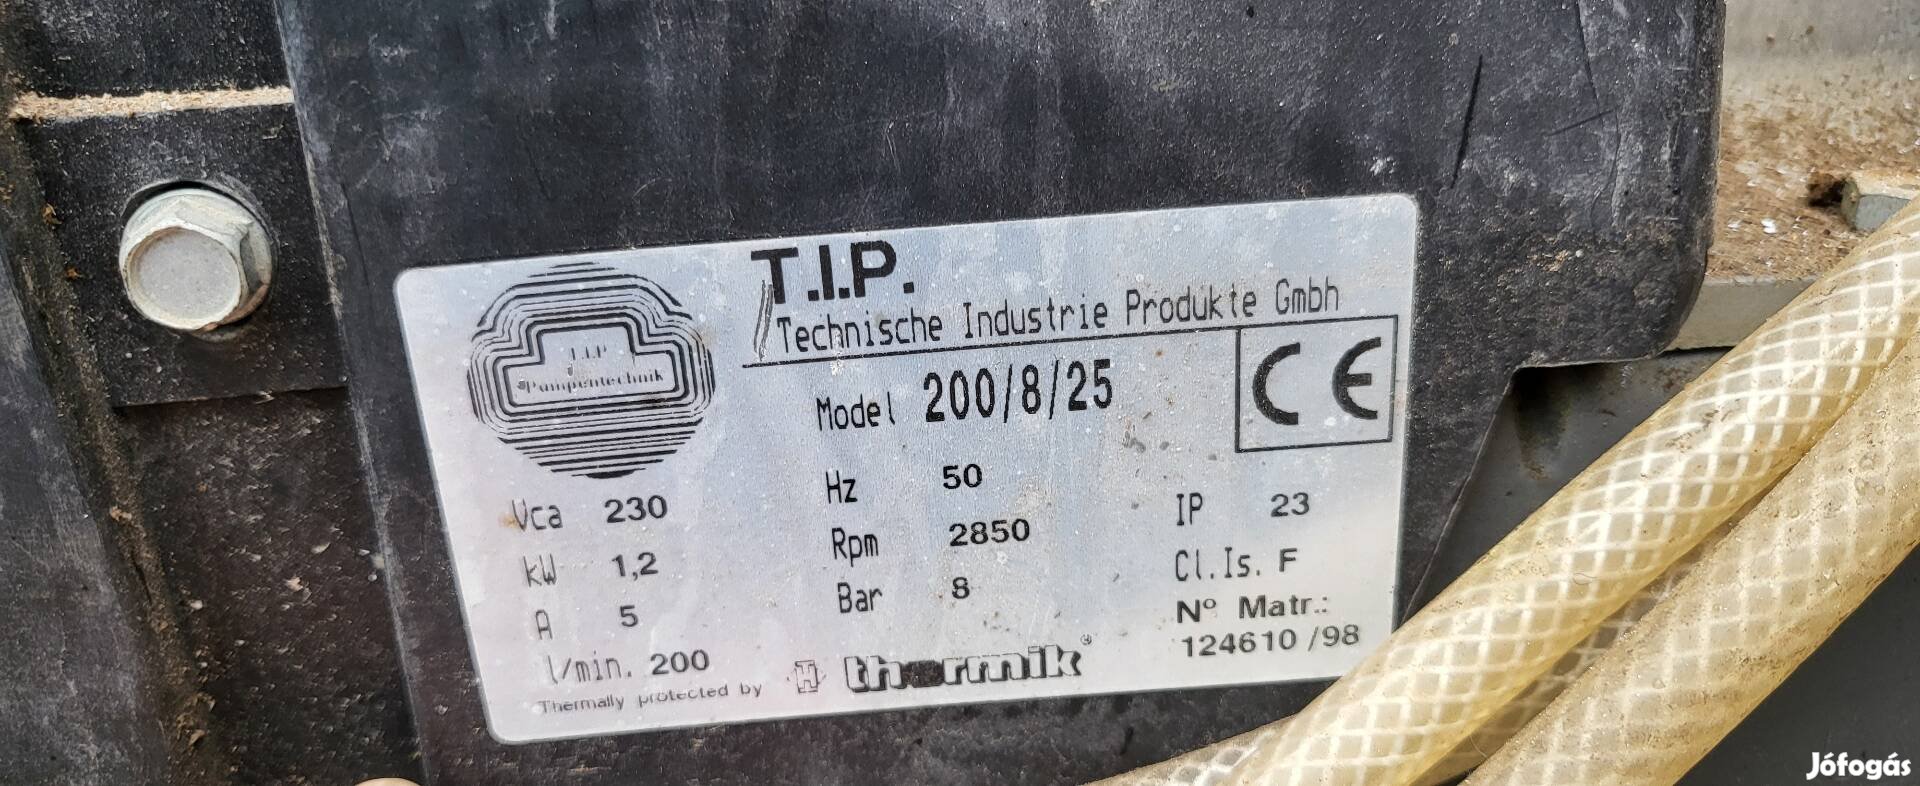 T.I.P.
Technische Industrie Produkte Gmbh
T.I.P
Pumpentechnik
Model 200/8/25
CE
Vca 230
Hz 50
IP 23
kW 1,2
Rpm 2850
Cl.Is. F
A 5
Bar 8
Nº Matr.:
124610/98
l/min. 200
Thermally protected by thermik®
Jófogás